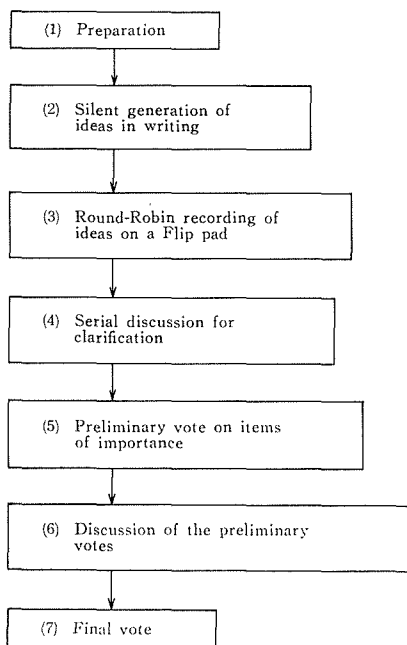 (1) Preparation
(2) Silent generation of
ideas in writing
(3) Round-Robin recording of
ideas on a Flip pad
(4) Serial discussion for
clarification
(5) Preliminary vote on items
of importance
(6) Discussion of the preliminary
votes
(7) Final vote